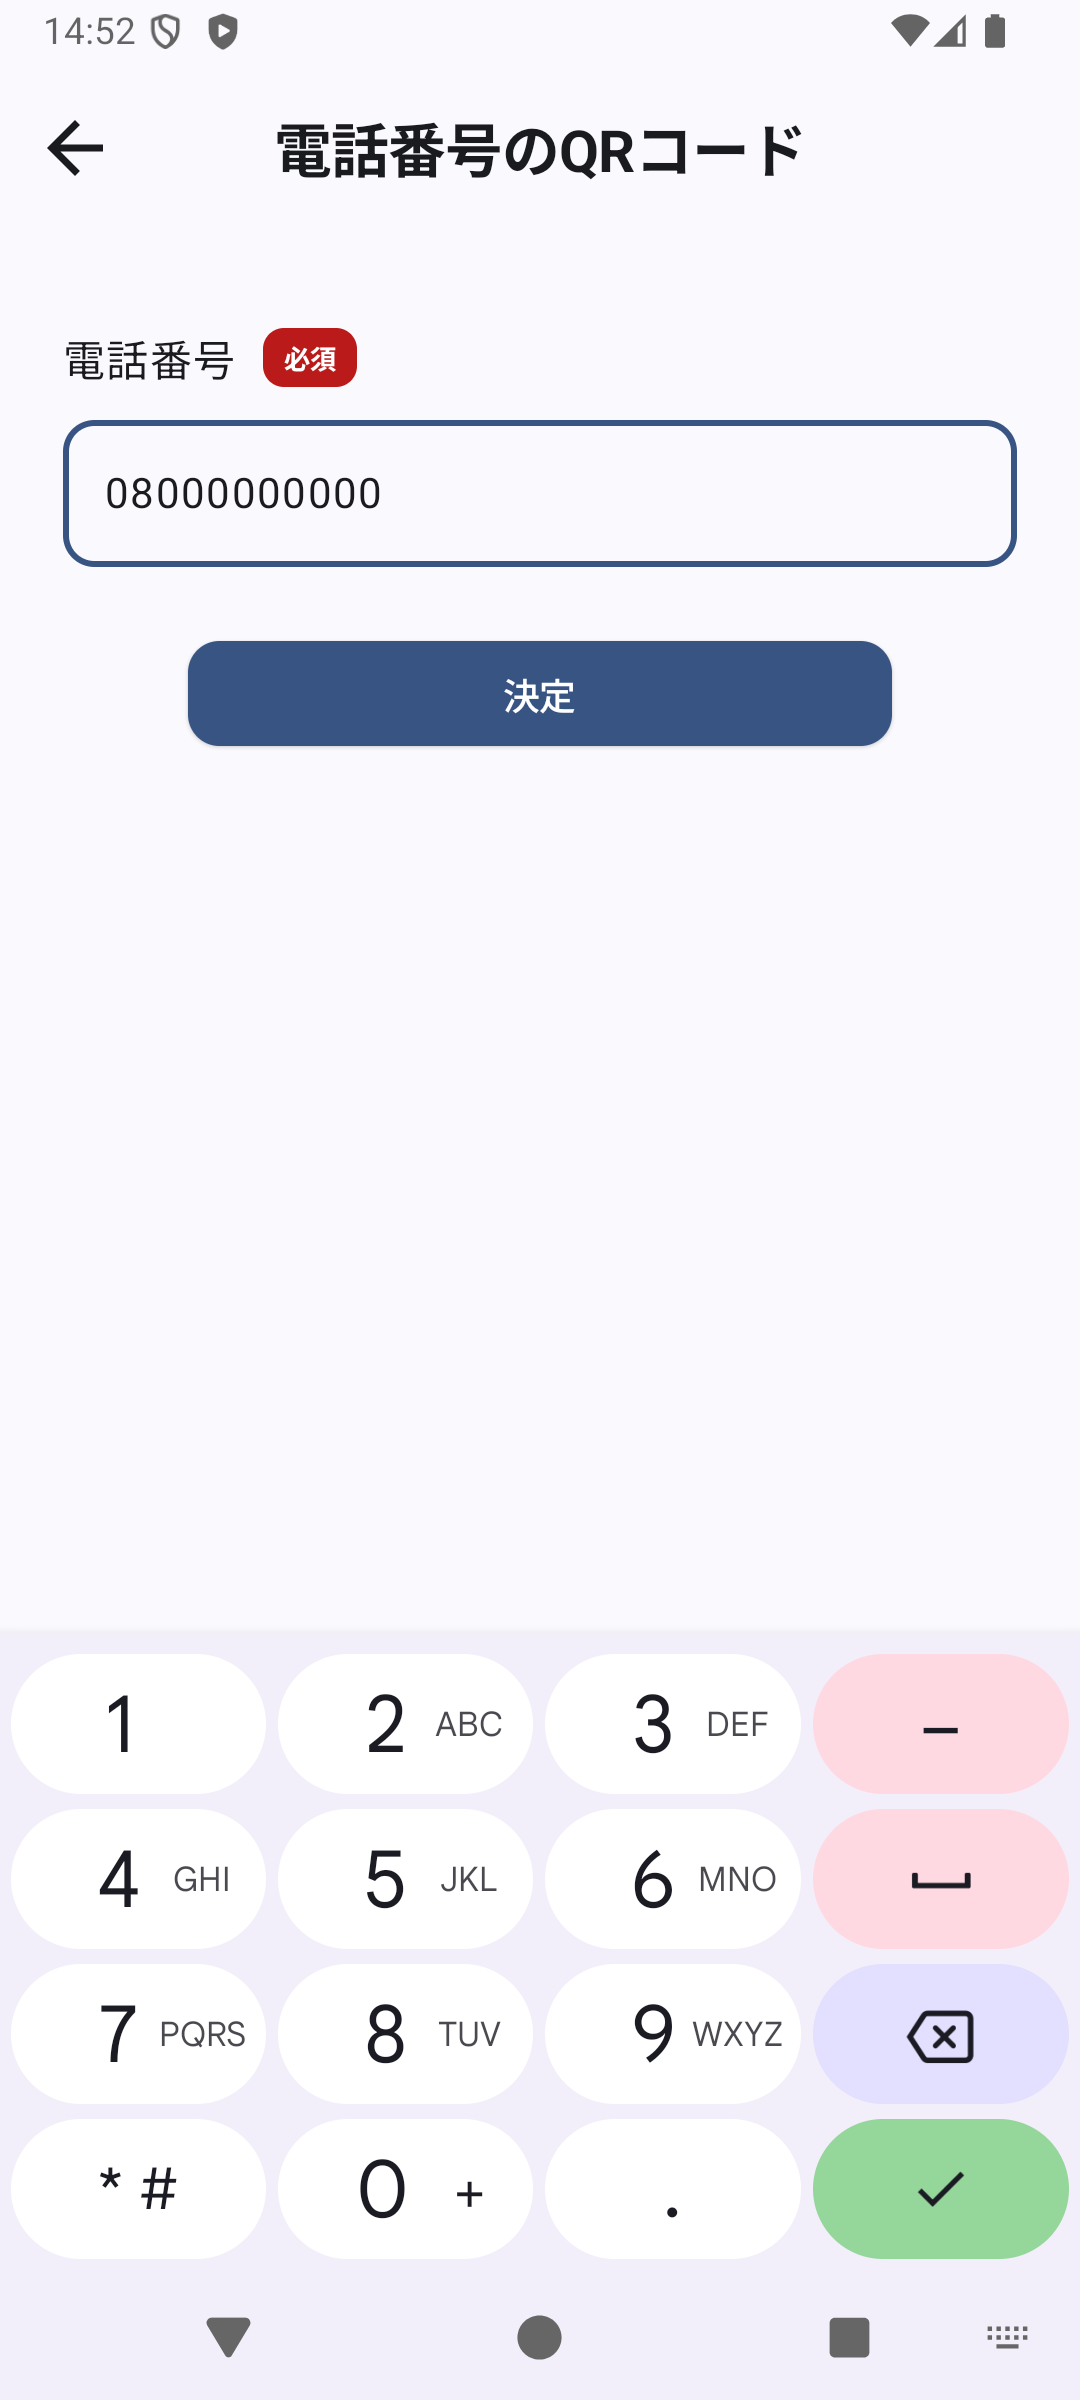 14:52
電話番号のQRコード
電話番号 必須
08000000000
決定
1 2 ABC 3 DEF –
4 GHI 5 JKL 6 MNO
7 PQRS 8 TUV 9 WXYZ
* # 0 + .